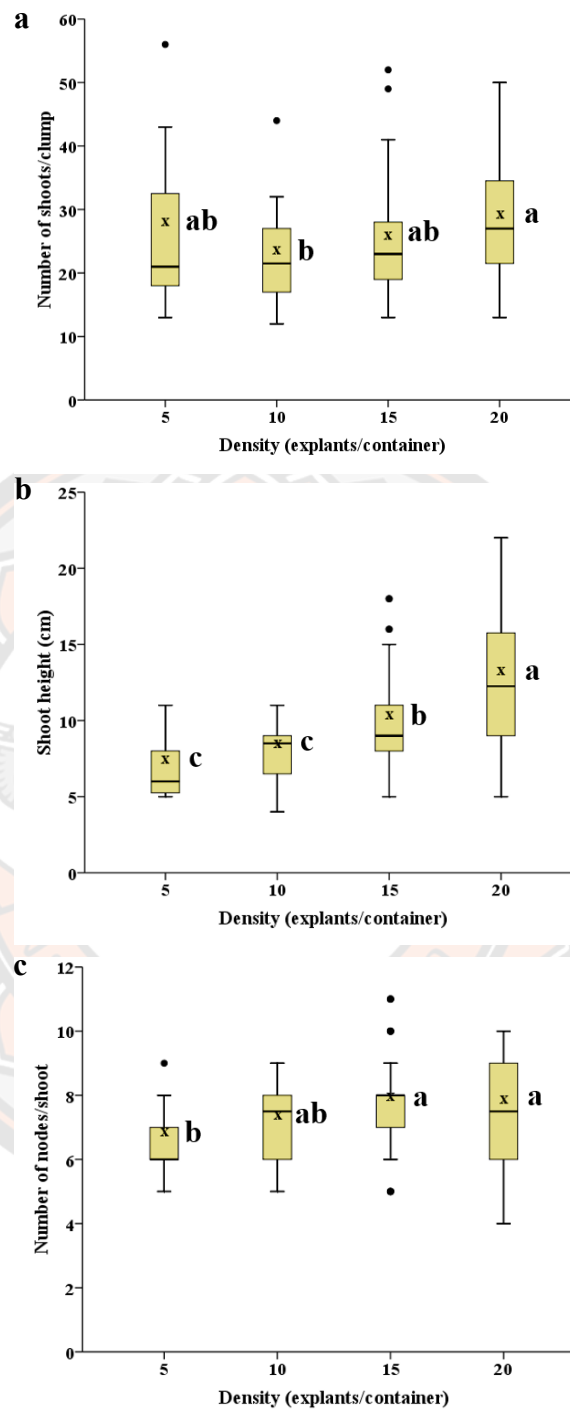 a
60
50
40
30
20
10
0
Number of shoots/clump
x ab
x b
x ab
x a
5 10 15 20
Density (explants/container)
b
25
20
15
10
5
0
Shoot height (cm)
x c
x c
x b
x a
5 10 15 20
Density (explants/container)
c
12
10
8
6
4
2
0
Number of nodes/shoot
x b
x ab
x a
x a
5 10 15 20
Density (explants/container)